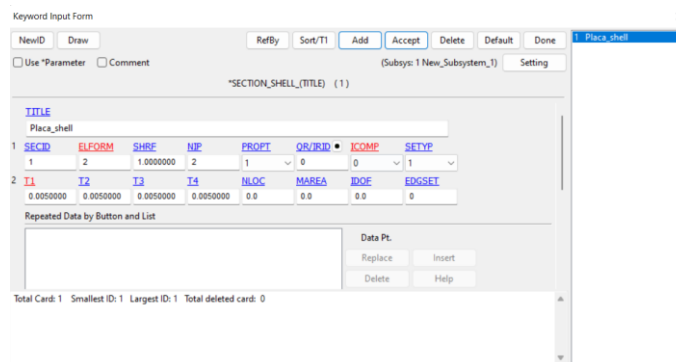 Keyword Input Form
NewID Draw RefBy Sort/T1 Add Accept Delete Default Done 1 Placa_shell
Use *Parameter Comment (Subsys: 1 New_Subsystem_1) Setting
*SECTION_SHELL_(TITLE) (1)
TITLE
Placa_shell
1 SECID ELFORM SHRF NIP PROPT QR/IRID ICOMP SETYP
1 2 1.0000000 2 1 0 0 1
2 T1 T2 T3 T4 NLOC MAREA IDOF EDGSET
0.0050000 0.0050000 0.0050000 0.0050000 0.0 0.0 0.0 0
Repeated Data by Button and List
Data Pt.
Replace Insert
Delete Help
Total Card: 1 Smallest ID: 1 Largest ID: 1 Total deleted card: 0